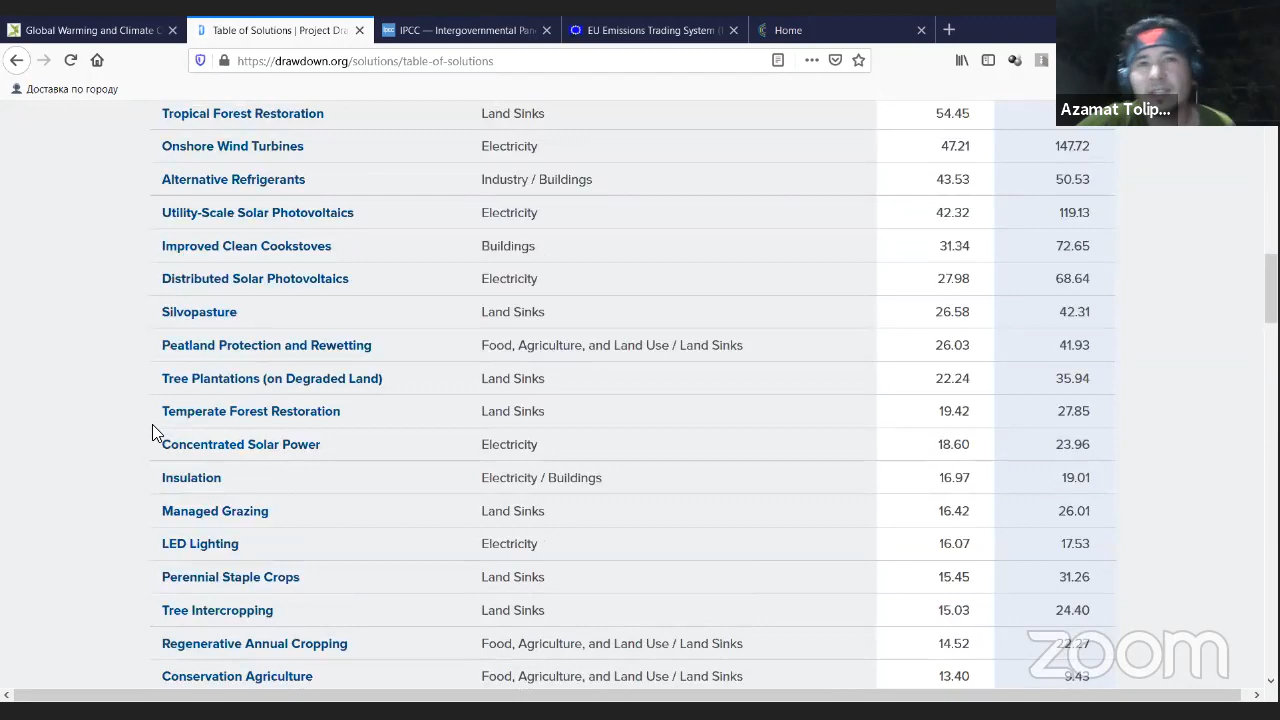 Global Warming and Climate C
Table of Solutions | Project Dra
IPCC — Intergovernmental Pan
EU Emissions Trading System (
Home
https://drawdown.org/solutions/table-of-solutions
Доставка по городу
Azamat Tolip...
Tropical Forest Restoration Land Sinks 54.45
Onshore Wind Turbines Electricity 47.21 147.72
Alternative Refrigerants Industry / Buildings 43.53 50.53
Utility-Scale Solar Photovoltaics Electricity 42.32 119.13
Improved Clean Cookstoves Buildings 31.34 72.65
Distributed Solar Photovoltaics Electricity 27.98 68.64
Silvopasture Land Sinks 26.58 42.31
Peatland Protection and Rewetting Food, Agriculture, and Land Use / Land Sinks 26.03 41.93
Tree Plantations (on Degraded Land) Land Sinks 22.24 35.94
Temperate Forest Restoration Land Sinks 19.42 27.85
Concentrated Solar Power Electricity 18.60 23.96
Insulation Electricity / Buildings 16.97 19.01
Managed Grazing Land Sinks 16.42 26.01
LED Lighting Electricity 16.07 17.53
Perennial Staple Crops Land Sinks 15.45 31.26
Tree Intercropping Land Sinks 15.03 24.40
Regenerative Annual Cropping Food, Agriculture, and Land Use / Land Sinks 14.52 22.27
Conservation Agriculture Food, Agriculture, and Land Use / Land Sinks 13.40 9.43
zoom